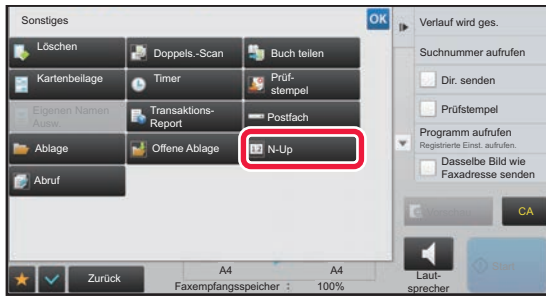 Sonstiges
OK
Löschen
Doppels.-Scan
Buch teilen
Kartenbeilage
Timer
Prüf-
stempel
Eigenen Namen
Ausw.
Transaktions-
Report
Postfach
Ablage
Offene Ablage
N-Up
Abruf
Zurück
A4
A4
Faxempfangsspeicher : 100%
Verlauf wird ges.
Suchnummer aufrufen
Dir. senden
Prüfstempel
Programm aufrufen
Registrierte Einst. aufrufen.
Dasselbe Bild wie
Faxadresse senden
Vorschau
CA
Laut-
sprecher
Start